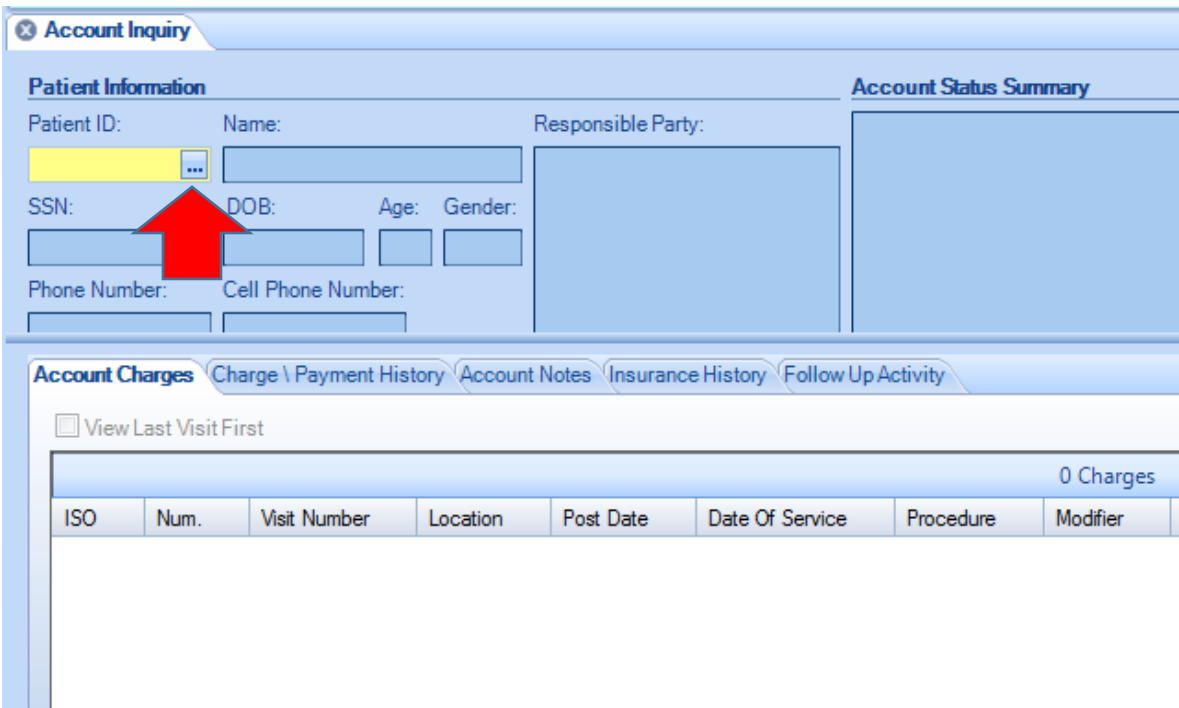 Account Inquiry
Patient Information
Account Status Summary
Patient ID:
Name:
Responsible Party:
...
SSN:
DOB:
Age:
Gender:
Phone Number:
Cell Phone Number:
Account Charges
Charge \ Payment History
Account Notes
Insurance History
Follow Up Activity
View Last Visit First
0 Charges
ISO
Num.
Visit Number
Location
Post Date
Date Of Service
Procedure
Modifier